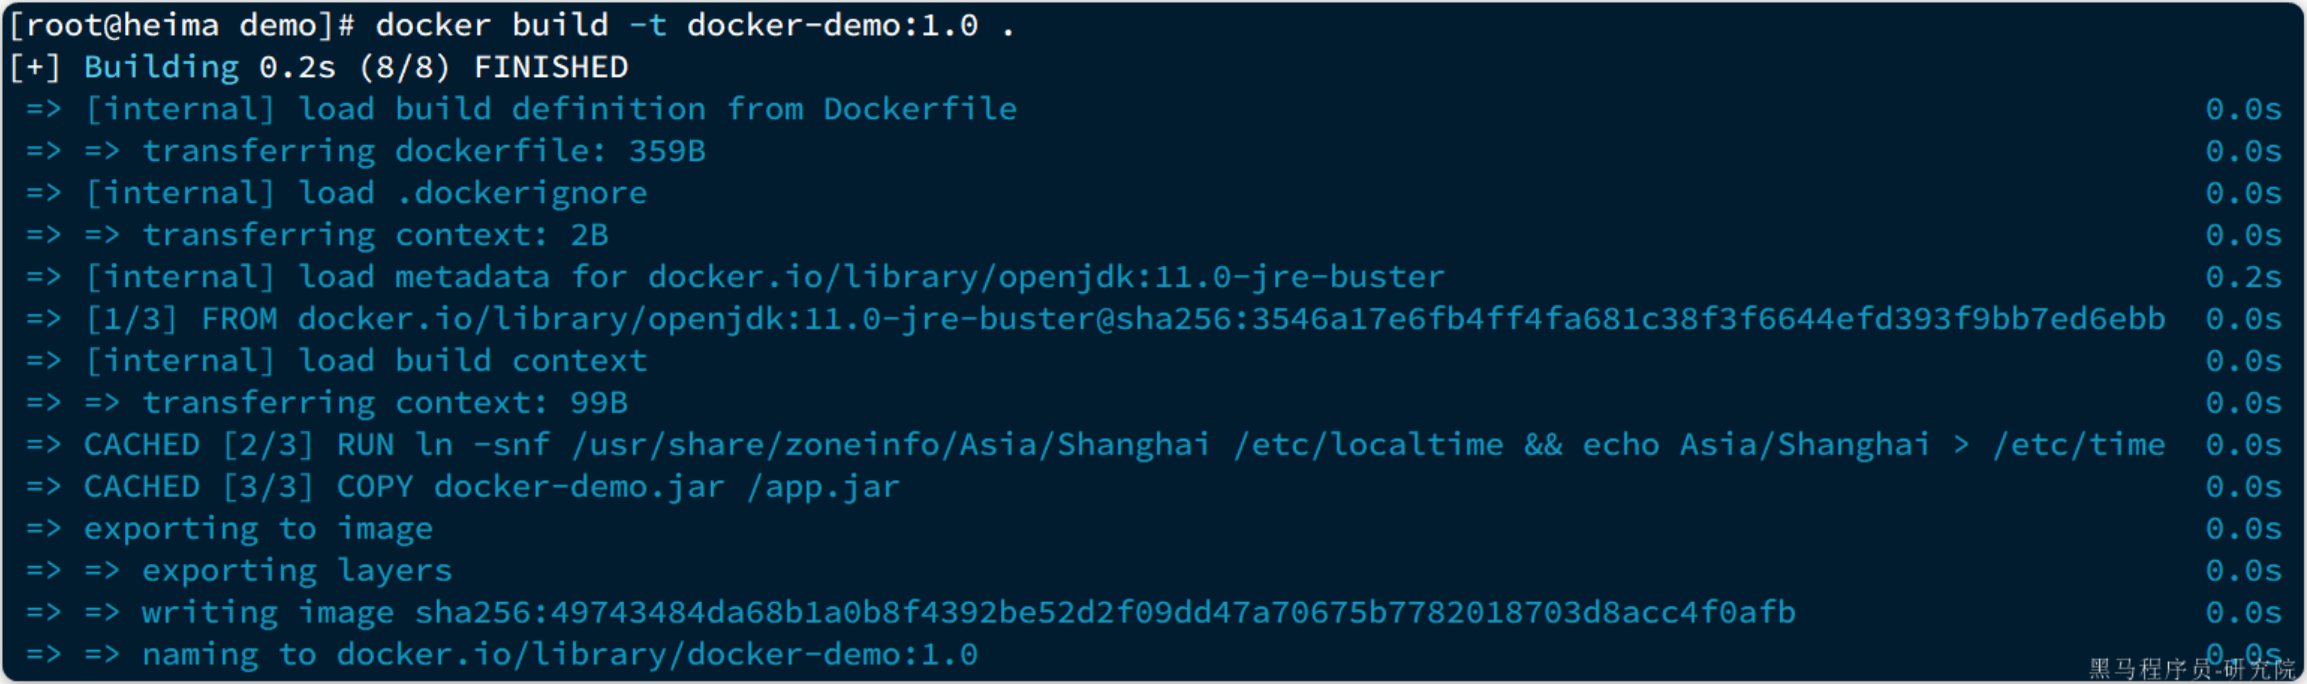 [root@heima demo]# docker build -t docker-demo:1.0 .
[+] Building 0.2s (8/8) FINISHED
=> [internal] load build definition from Dockerfile 0.0s
=> => transferring dockerfile: 359B 0.0s
=> [internal] load .dockerignore 0.0s
=> => transferring context: 2B 0.0s
=> [internal] load metadata for docker.io/library/openjdk:11.0-jre-buster 0.2s
=> [1/3] FROM docker.io/library/openjdk:11.0-jre-buster@sha256:3546a17e6fb4ff4fa681c38f3f6644efd393f9bb7ed6ebb 0.0s
=> [internal] load build context 0.0s
=> => transferring context: 99B 0.0s
=> CACHED [2/3] RUN ln -snf /usr/share/zoneinfo/Asia/Shanghai /etc/localtime && echo Asia/Shanghai > /etc/time 0.0s
=> CACHED [3/3] COPY docker-demo.jar /app.jar 0.0s
=> exporting to image 0.0s
=> => exporting layers 0.0s
=> => writing image sha256:49743484da68b1a0b8f4392be52d2f09dd47a70675b7782018703d8acc4f0afb 0.0s
=> => naming to docker.io/library/docker-demo:1.0 0.0s
黑马程序员-研究院